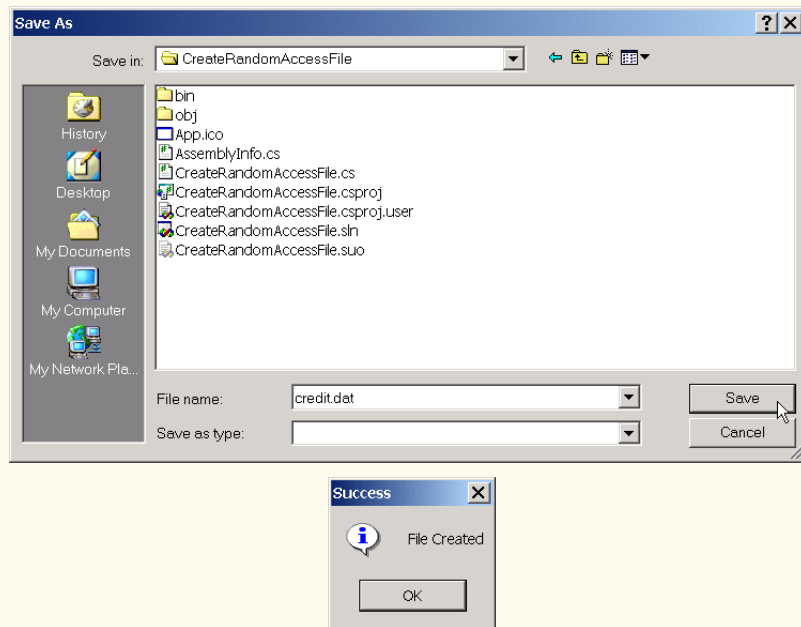 Save As
Save in: CreateRandomAccessFile
History
Desktop
My Documents
My Computer
My Network Pla...
bin
obj
App.ico
AssemblyInfo.cs
CreateRandomAccessFile.cs
CreateRandomAccessFile.csproj
CreateRandomAccessFile.csproj.user
CreateRandomAccessFile.sln
CreateRandomAccessFile.suo
File name: credit.dat Save
Save as type: Cancel
Success
File Created
OK